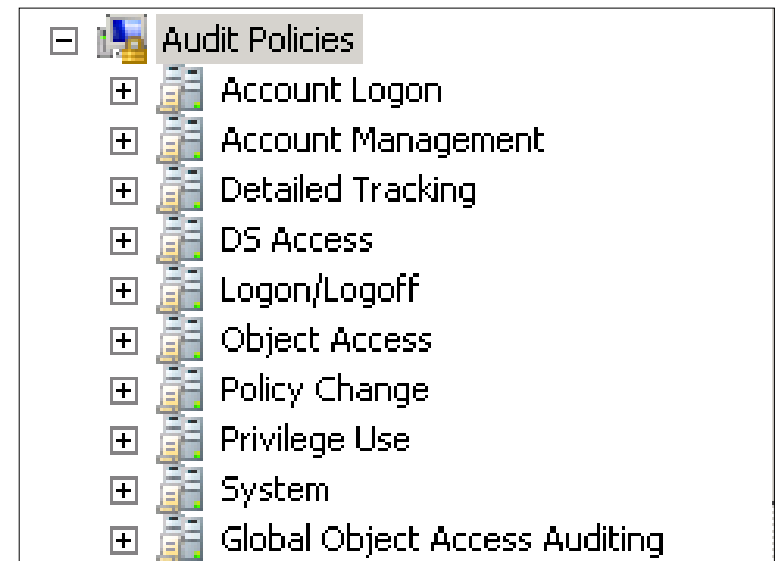 Audit Policies
Account Logon
Account Management
Detailed Tracking
DS Access
Logon/Logoff
Object Access
Policy Change
Privilege Use
System
Global Object Access Auditing